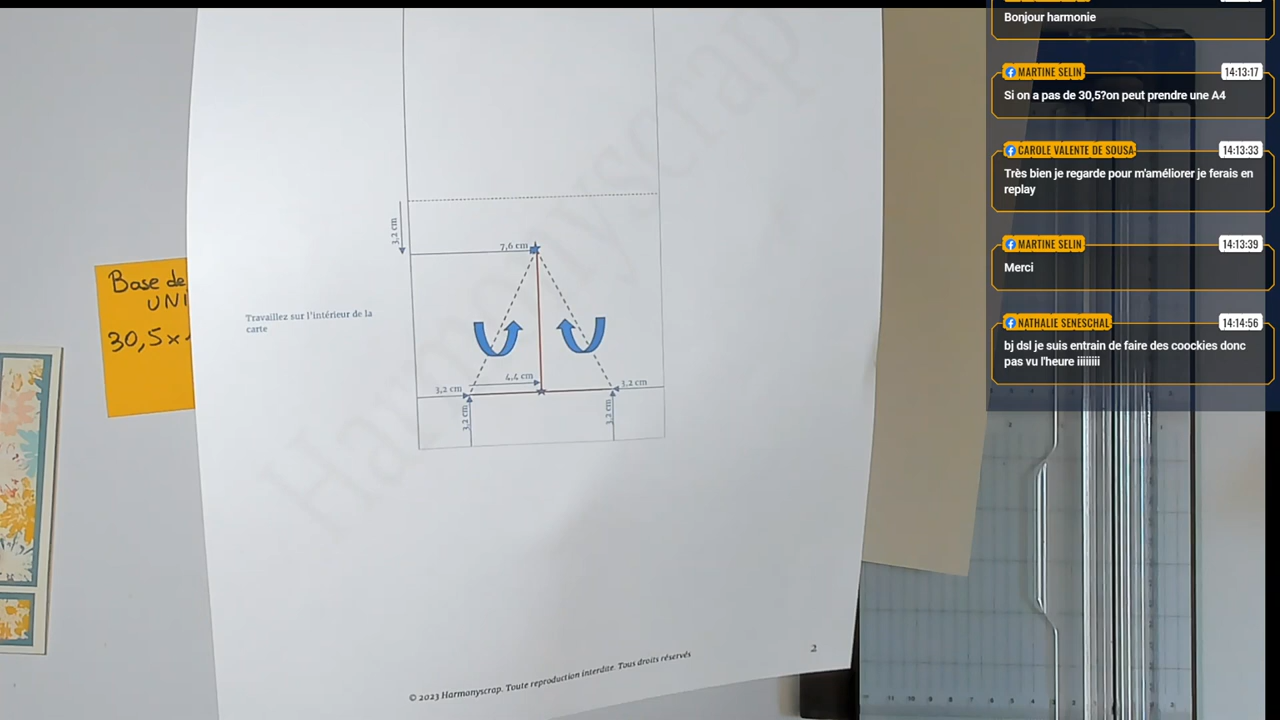 Harmonyscrap
3,2 cm
7,6 cm
Travaillez sur l'intérieur de la
carte
4,4 cm
3,2 cm
3,2 cm
3,2 cm
3,2 cm
2
© 2023 Harmonyscrap. Toute reproduction interdite. Tous droits réservés
Base de
UNI
30,5 x
Bonjour harmonie
MARTINE SELIN
14:13:17
Si on a pas de 30,5?on peut prendre une A4
CAROLE VALENTE DE SOUSA
14:13:33
Très bien je regarde pour m'améliorer je ferais en
replay
MARTINE SELIN
14:13:39
Merci
NATHALIE SENESCHAL
14:14:56
bj dsl je suis entrain de faire des coockies donc
pas vu l'heure iiiiiiii